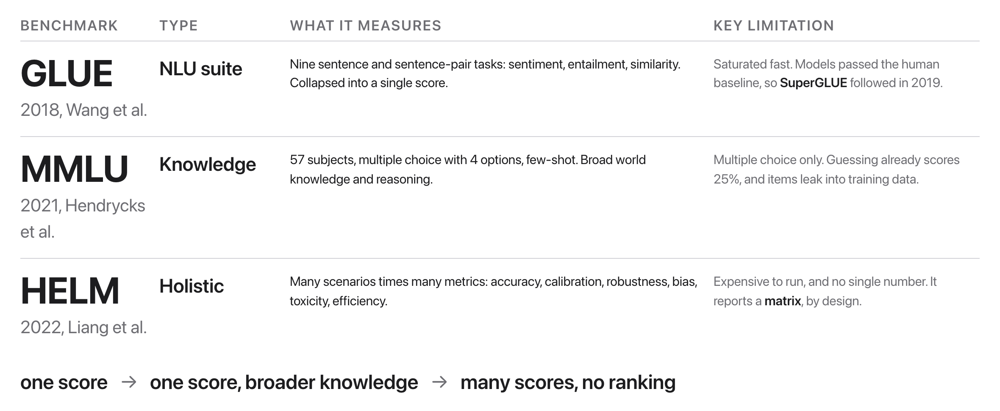 BENCHMARK TYPE WHAT IT MEASURES KEY LIMITATION
GLUE
2018, Wang et al.
NLU suite
Nine sentence and sentence-pair tasks: sentiment, entailment, similarity.
Collapsed into a single score.
Saturated fast. Models passed the human
baseline, so SuperGLUE followed in 2019.
MMLU
2021, Hendrycks
et al.
Knowledge
57 subjects, multiple choice with 4 options, few-shot. Broad world
knowledge and reasoning.
Multiple choice only. Guessing already scores
25%, and items leak into training data.
HELM
2022, Liang et al.
Holistic
Many scenarios times many metrics: accuracy, calibration, robustness, bias,
toxicity, efficiency.
Expensive to run, and no single number. It
reports a matrix, by design.
one score → one score, broader knowledge → many scores, no ranking